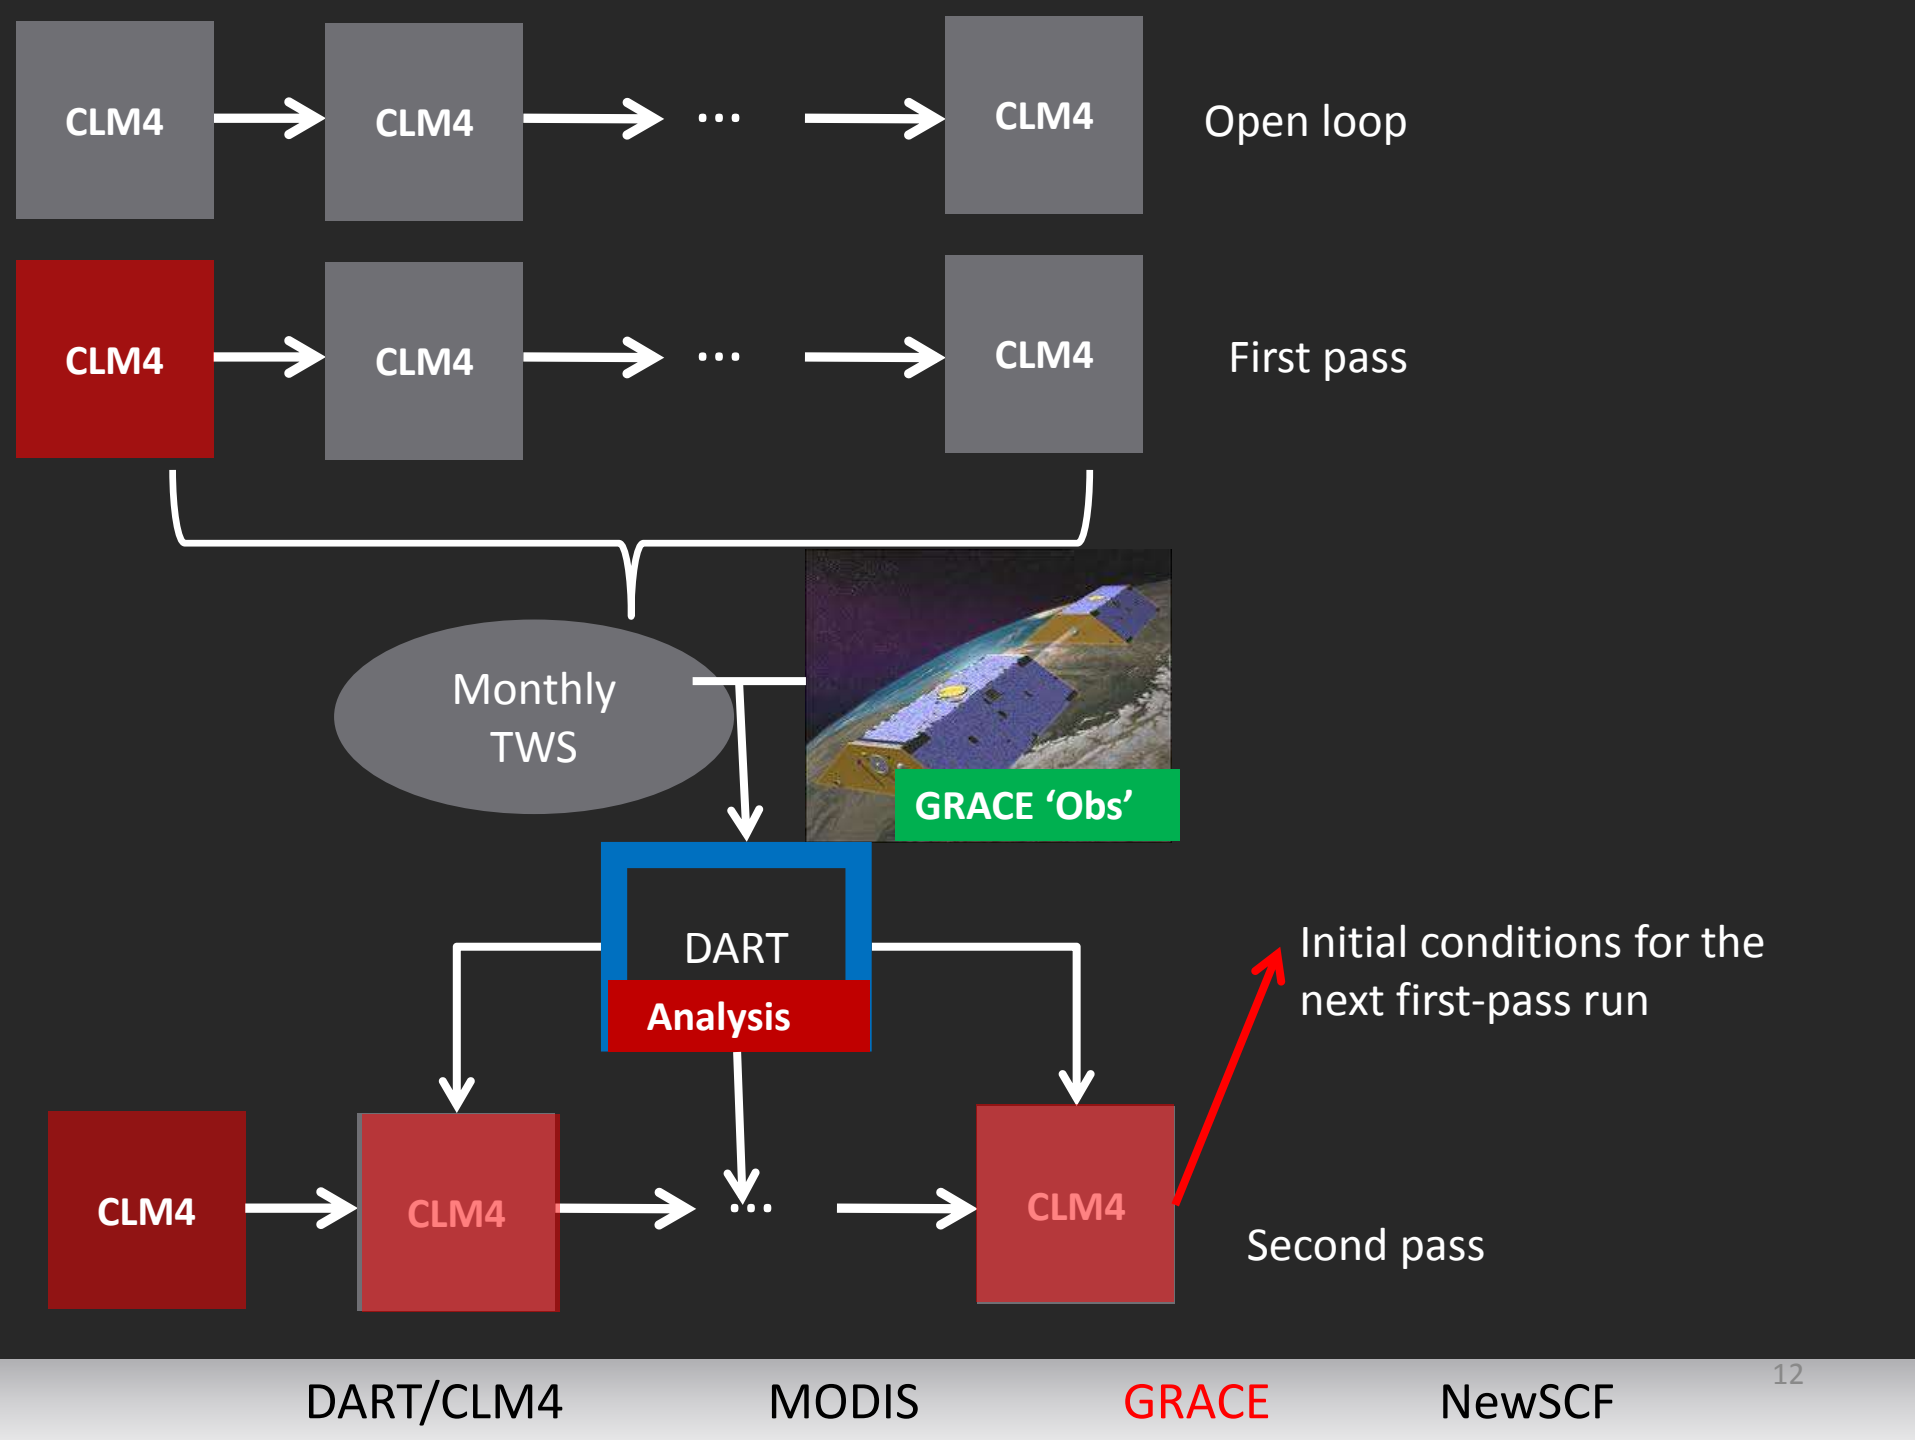 CLM4
CLM4
...
CLM4
Open loop
CLM4
CLM4
...
CLM4
First pass
Monthly
TWS
GRACE ‘Obs’
DART
Analysis
Initial conditions for the
next first-pass run
CLM4
CLM4
...
CLM4
Second pass
12
DART/CLM4
MODIS
GRACE
NewSCF